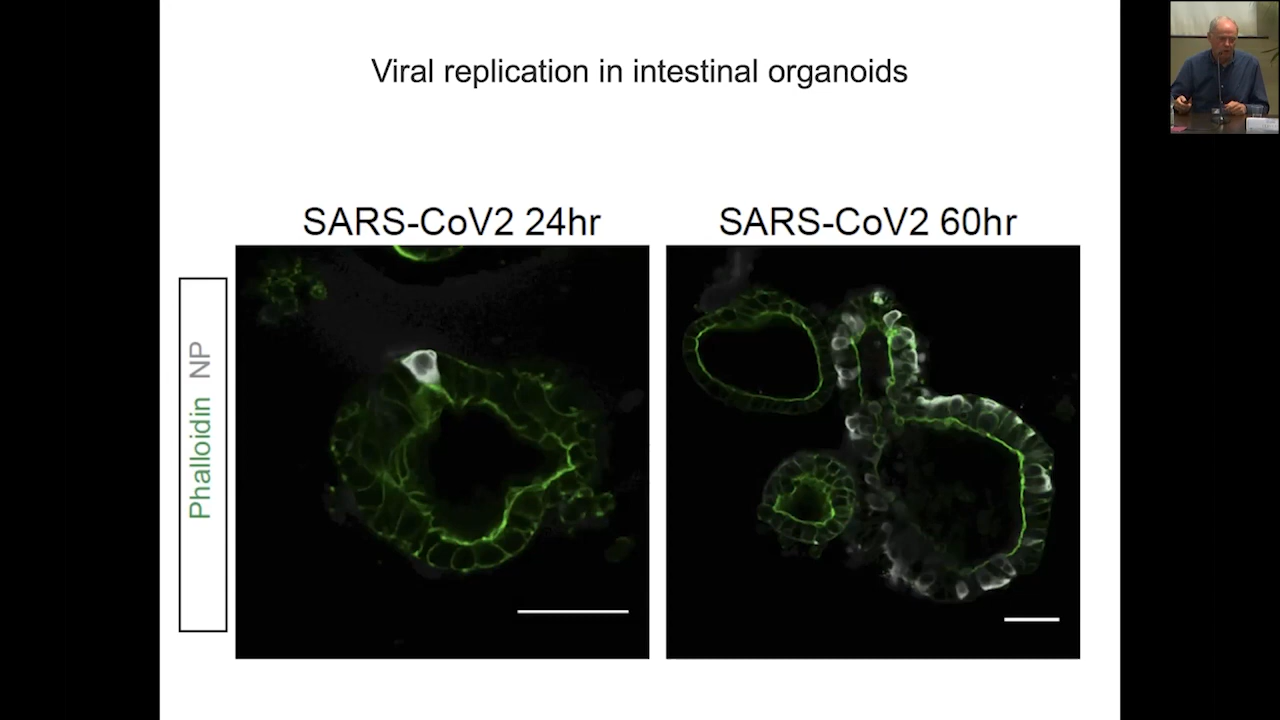 Viral replication in intestinal organoids
SARS-CoV2 24hr
SARS-CoV2 60hr
Phalloidin NP